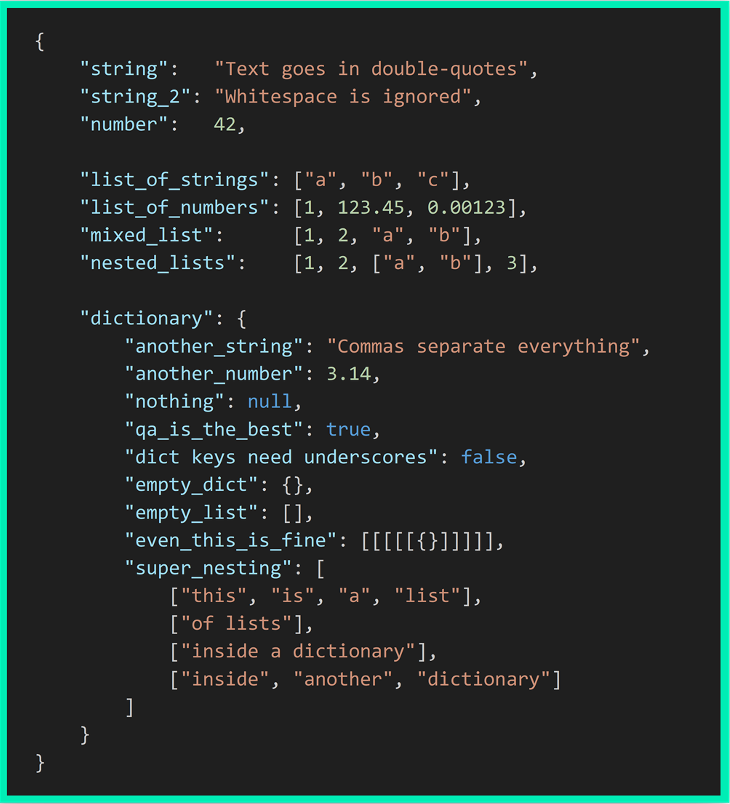 {
    "string":   "Text goes in double-quotes",
    "string_2": "Whitespace is ignored",
    "number":   42,

    "list_of_strings": ["a", "b", "c"],
    "list_of_numbers": [1, 123.45, 0.00123],
    "mixed_list":      [1, 2, "a", "b"],
    "nested_lists":    [1, 2, ["a", "b"], 3],

    "dictionary": {
        "another_string": "Commas separate everything",
        "another_number": 3.14,
        "nothing": null,
        "qa_is_the_best": true,
        "dict keys need underscores": false,
        "empty_dict": {},
        "empty_list": [],
        "even_this_is_fine": [[[[[{}]]]]],
        "super_nesting": [
            ["this", "is", "a", "list"],
            ["of lists"],
            ["inside a dictionary"],
            ["inside", "another", "dictionary"]
        ]
    }
}